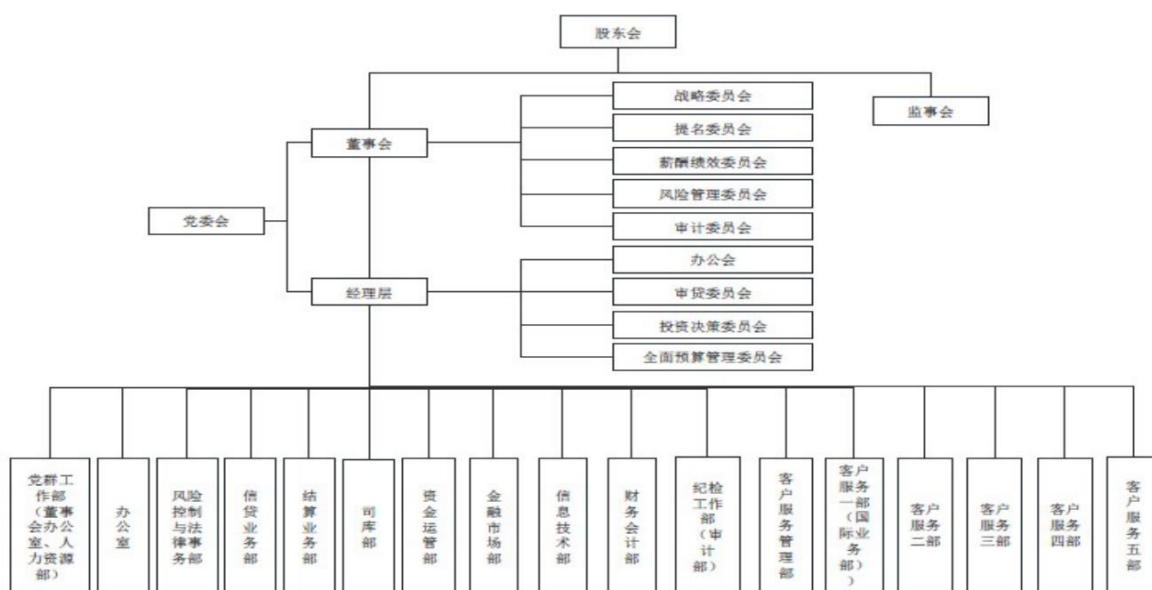 股东会
战略委员会
监事会
提名委员会
董事会
薪酬绩效委员会
风险管理委员会
党委会
审计委员会
办公会
经理层
审贷委员会
投资决策委员会
全面预算管理委员会
党群工
作部
（董事
会办公
室、人
力资源
部）
办
公
室
风险
控制
与法
律事
务部
信
贷
业
务
部
结
算
业
务
部
司
库
部
资
金
运
管
部
金
融
市
场
部
信
息
技
术
部
财
务
会
计
部
纪检
工作
部
（审
计
部）
客
户
服
务
管
理
部
客户
服务
一部
（国
际业
务
部）
）
客户
服务
二部
客户
服务
三部
客户
服务
四部
客
户
服
务
五
部